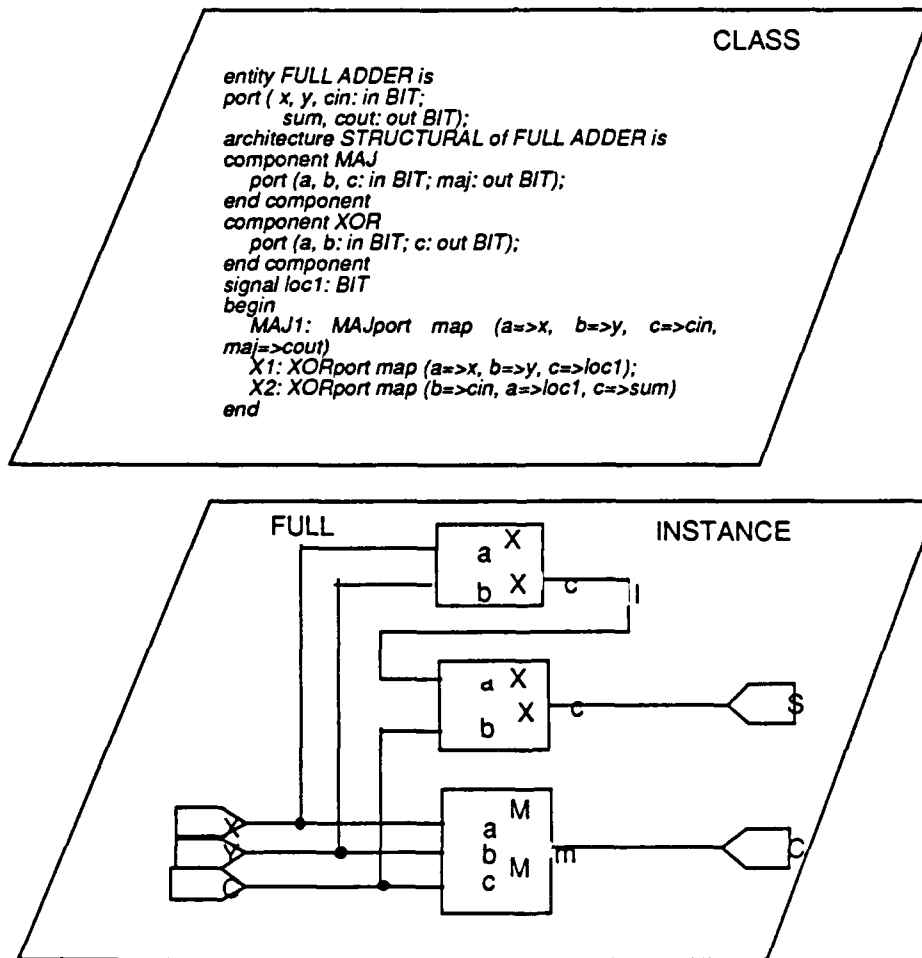 CLASS
entity FULL ADDER is
port ( x, y, cin: in BIT;
sum, cout: out BIT);
architecture STRUCTURAL of FULL ADDER is
component MAJ
port (a, b, c: in BIT; maj: out BIT);
end component
component XOR
port (a, b: in BIT; c: out BIT);
end component
signal loc1: BIT
begin
MAJ1: MAJport map (a=>x, b=>y, c=>cin,
maj=>cout)
X1: XORport map (a=>x, b=>y, c=>loc1);
X2: XORport map (b=>cin, a=>loc1, c=>sum)
end
FULL
INSTANCE
a X
b X c l
a X
b X c S
X
Y
C
a M
b M m C
c